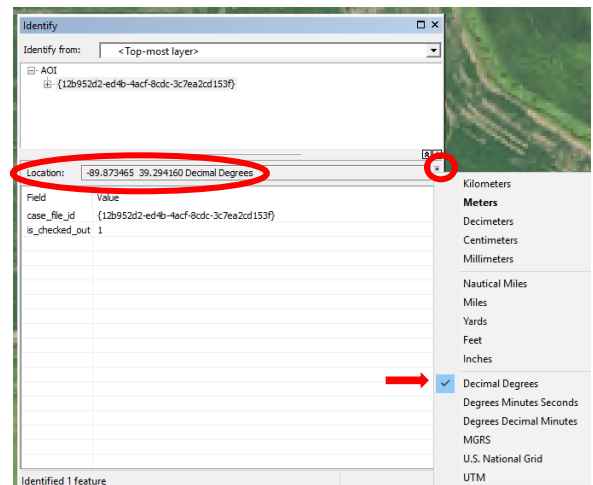 Identify
Identify from: <Top-most layer>
AOI
{12b952d2-ed4b-4acf-8cdc-3c7ea2cd153f}
Location: -89.873465 39.294160 Decimal Degrees
Field Value
case_file_id {12b952d2-ed4b-4acf-8cdc-3c7ea2cd153f}
is_checked_out 1
Identified 1 feature
Kilometers
Meters
Decimeters
Centimeters
Millimeters
Nautical Miles
Miles
Yards
Feet
Inches
Decimal Degrees
Degrees Minutes Seconds
Degrees Decimal Minutes
MGRS
U.S. National Grid
UTM